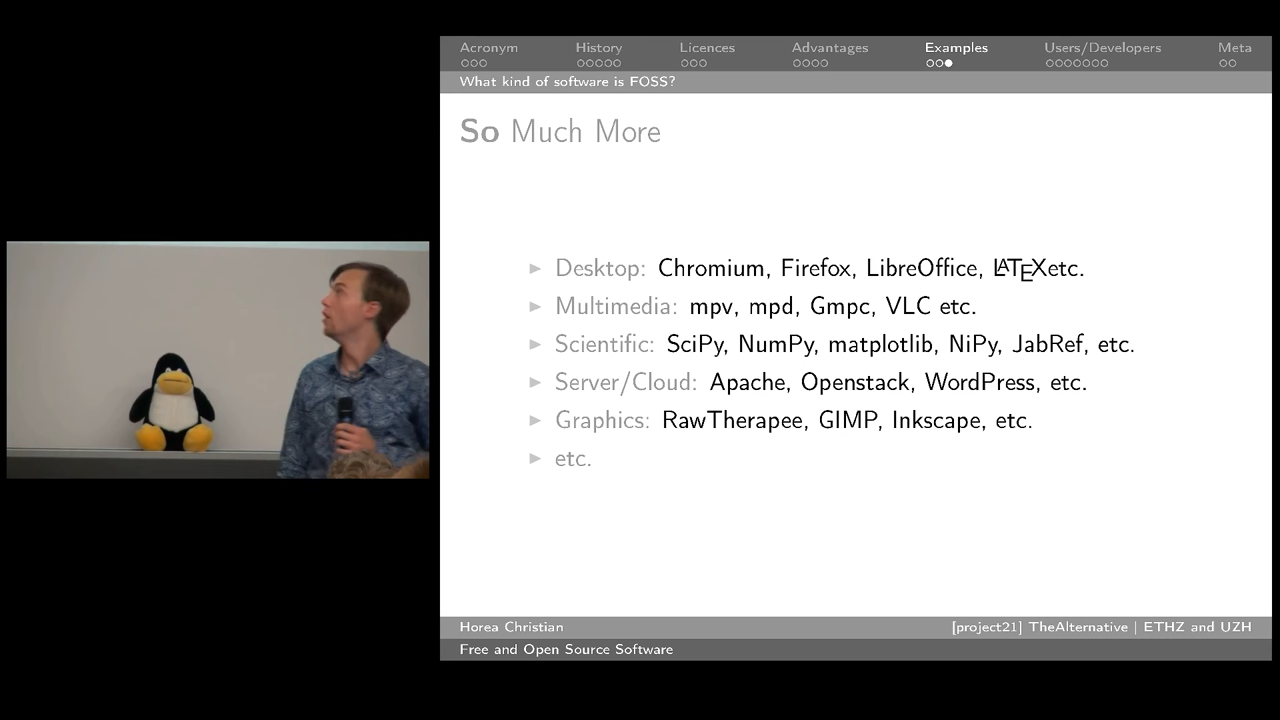 Acronym History Licences Advantages Examples Users/Developers Meta
What kind of software is FOSS?
So Much More
Desktop: Chromium, Firefox, LibreOffice, LATEXetc.
Multimedia: mpv, mpd, Gmpc, VLC etc.
Scientific: SciPy, NumPy, matplotlib, NiPy, JabRef, etc.
Server/Cloud: Apache, Openstack, WordPress, etc.
Graphics: RawTherapee, GIMP, Inkscape, etc.
etc.
Horea Christian [project21] TheAlternative | ETHZ and UZH
Free and Open Source Software